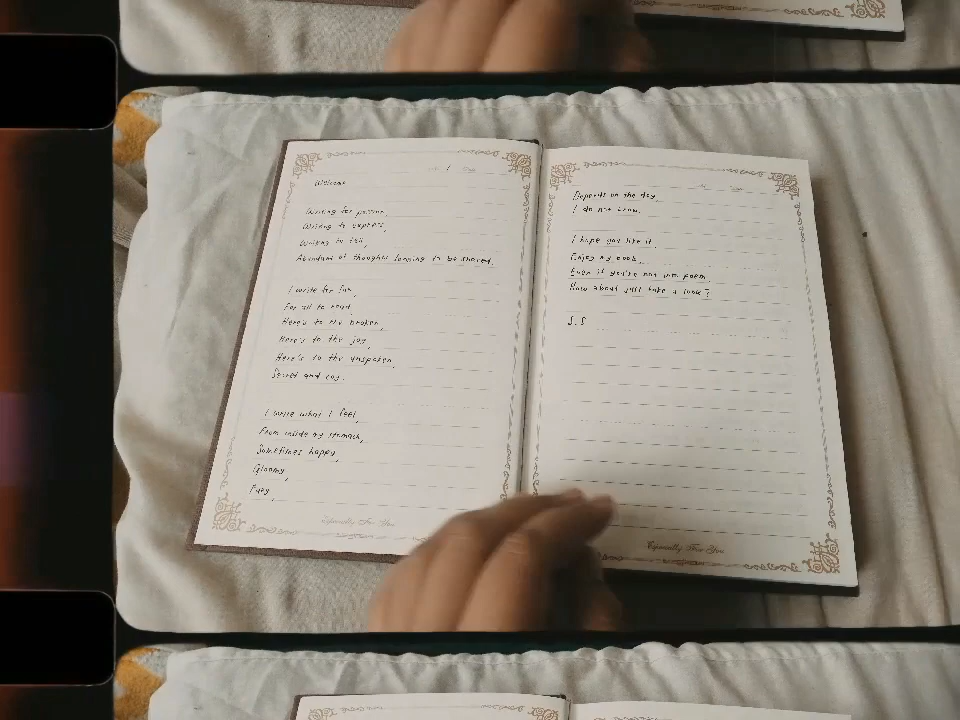 Welcome
Writing for passion,
Writing to express,
Writing to tell,
Abundant of thoughts longing to be shared.
I write for fun,
For all to read,
Here's to the broken,
Here's to the joy,
Here's to the unspoken,
Secret and coy.
I write what I feel,
From inside my stomach,
Sometimes happy,
Gloomy,
Fury,
Especially For You
Depends on the day,
I do not know.
I hope you like it,
Enjoy my book,
Even if you're not into poem,
How about just take a look?
S.S
Especially For You